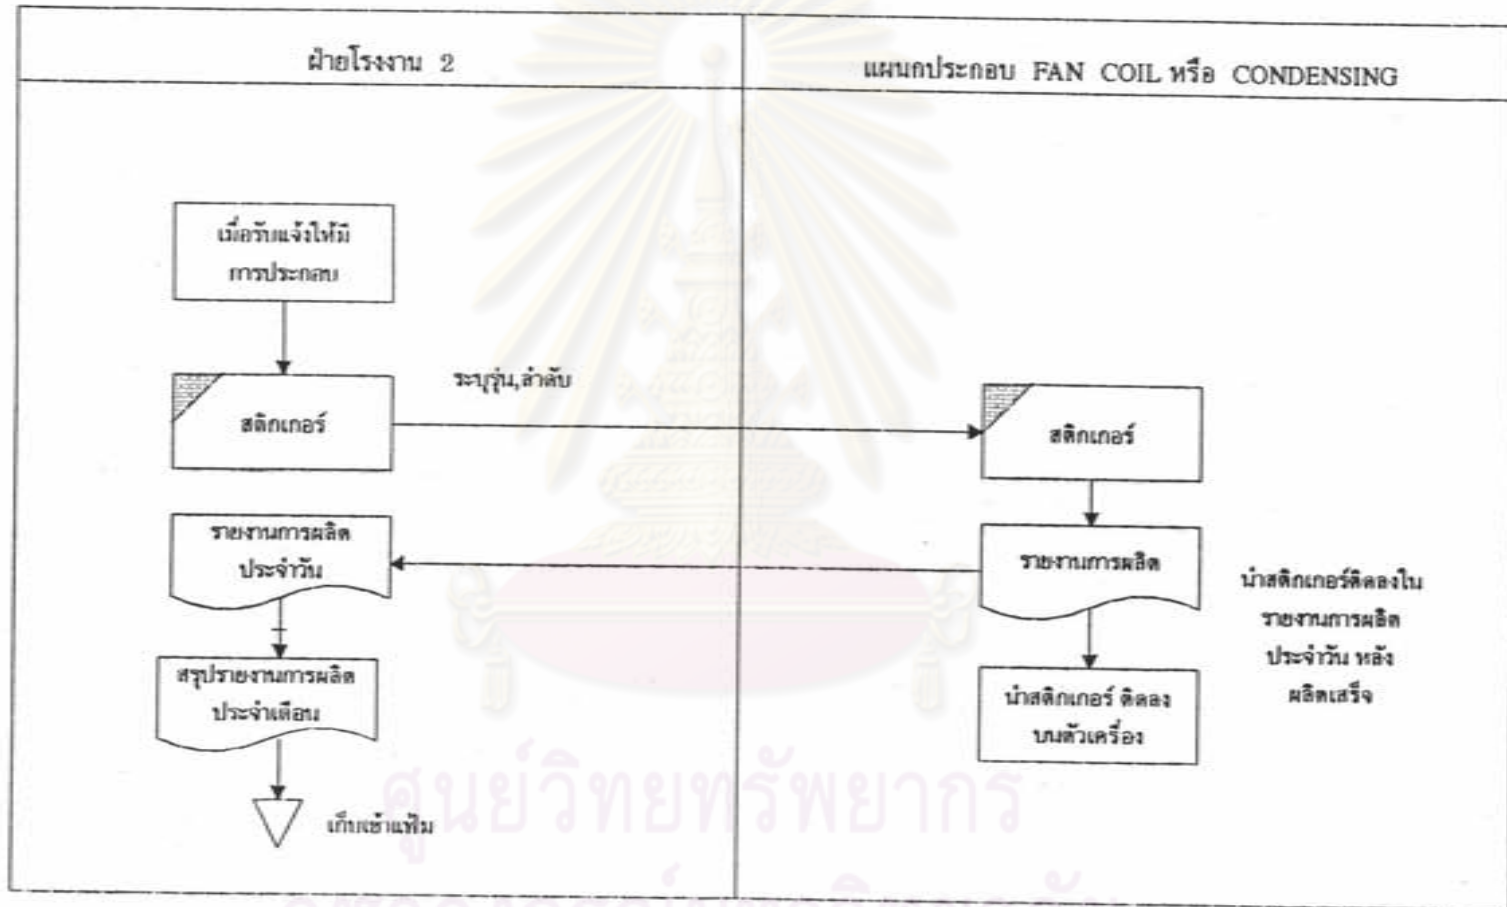 ฝ่ายโรงงาน 2
แผนกประกอบ FAN COIL หรือ CONDENSING
เมื่อรับแจ้งให้มี
การประกอบ
ระบุรุ่น,ลำดับ
สติกเกอร์
สติกเกอร์
รายงานการผลิต
ประจำวัน
รายงานการผลิต
นำสติกเกอร์ติดลงใน
รายงานการผลิต
ประจำวัน หลัง
ผลิตเสร็จ
สรุปรายงานการผลิต
ประจำเดือน
นำสติกเกอร์ ติดลง
บนตัวเครื่อง
เก็บเข้าแฟ้ม
ศูนย์วิทยทรัพยากร